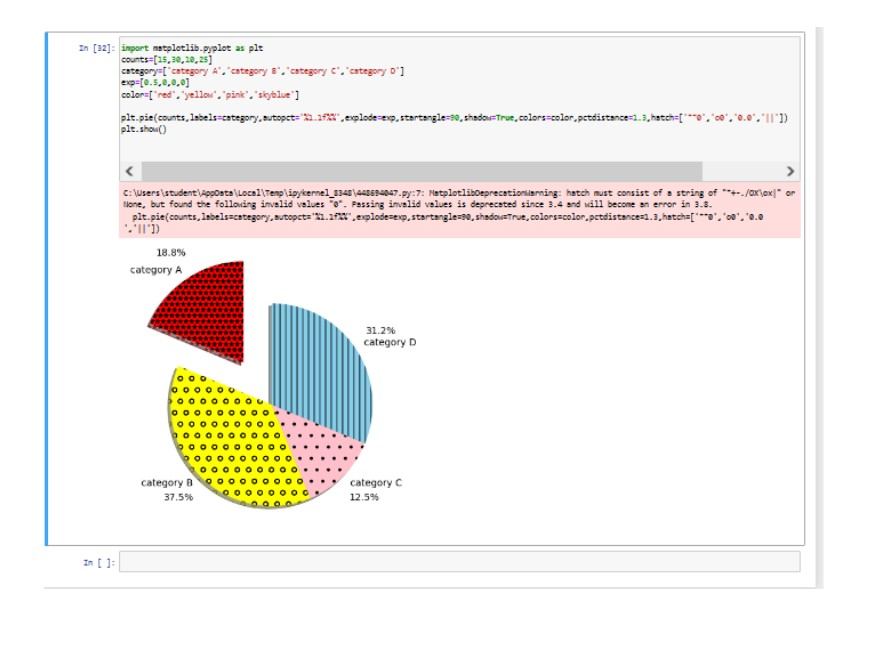 In [32]: import matplotlib.pyplot as plt
counts=[15,30,10,25]
category=['category A','category B','category C','category D']
exp=[0.5,0,0,0]
color=['red','yellow','pink','skyblue']
plt.pie(counts,labels=category,autopct="%1.1f%%",explode=exp,startangle=90,shadow=True,colors=color,pctdistance=1.3,hatch=['**0','o0','0.0','||'])
plt.show()
C:\Users\student\AppData\Local\Temp\ipykernel_8348\448694047.py:7: MatplotlibDeprecationWarning: hatch must consist of a string of "*+-./OX\ox|" or
None, but found the following invalid values "0". Passing invalid values is deprecated since 3.4 and will become an error in 3.8.
plt.pie(counts,labels=category,autopct="%1.1f%%",explode=exp,startangle=90,shadow=True,colors=color,pctdistance=1.3,hatch=['**0','o0','0.0
','||'])
18.8%
category A
31.2%
category D
category B
37.5%
category C
12.5%
In [ ]: